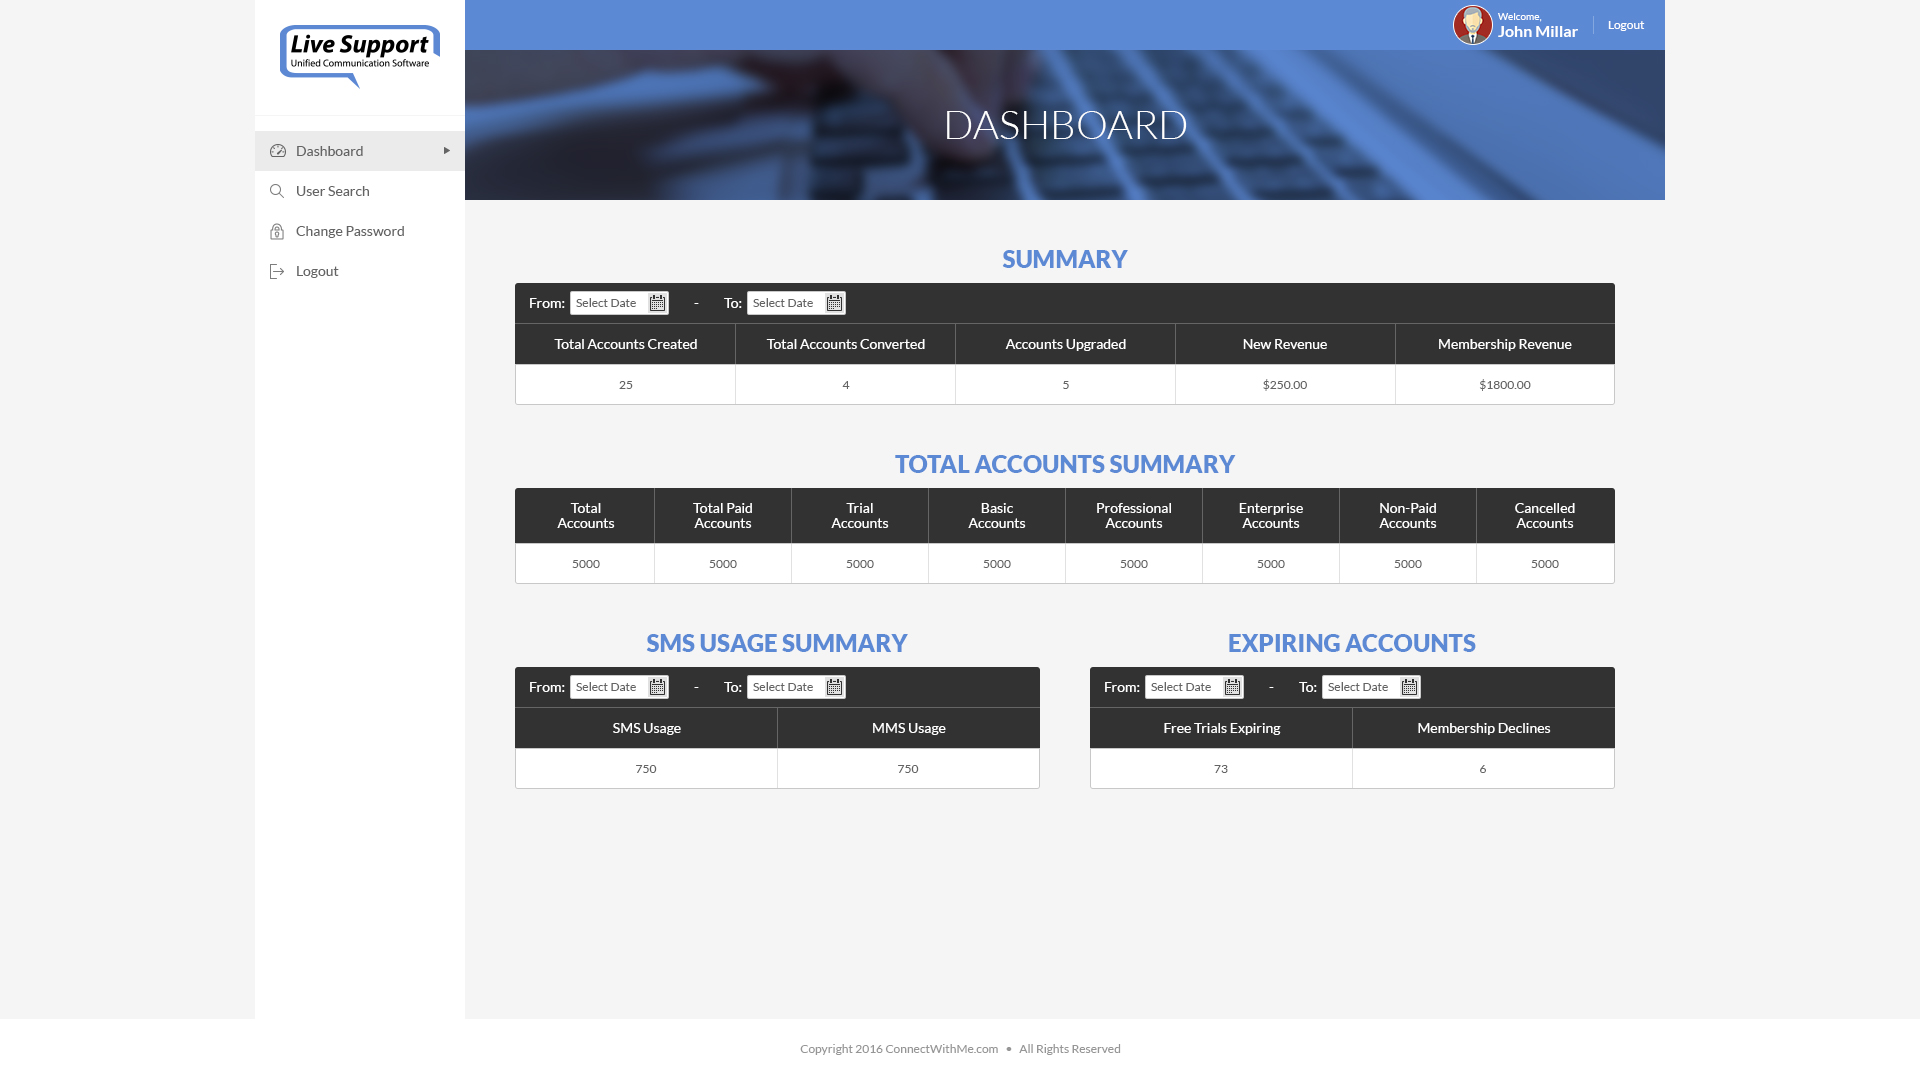 Live Support
Unified Communication Software
Welcome,
John Millar
Logout
DASHBOARD
Dashboard
User Search
Change Password
Logout
SUMMARY
From: Select Date - To: Select Date
Total Accounts Created Total Accounts Converted Accounts Upgraded New Revenue Membership Revenue
25 4 5 $250.00 $1800.00
TOTAL ACCOUNTS SUMMARY
Total Accounts Total Paid Accounts Trial Accounts Basic Accounts Professional Accounts Enterprise Accounts Non-Paid Accounts Cancelled Accounts
5000 5000 5000 5000 5000 5000 5000 5000
SMS USAGE SUMMARY
From: Select Date - To: Select Date
SMS Usage MMS Usage
750 750
EXPIRING ACCOUNTS
From: Select Date - To: Select Date
Free Trials Expiring Membership Declines
73 6
Copyright 2016 ConnectWithMe.com • All Rights Reserved